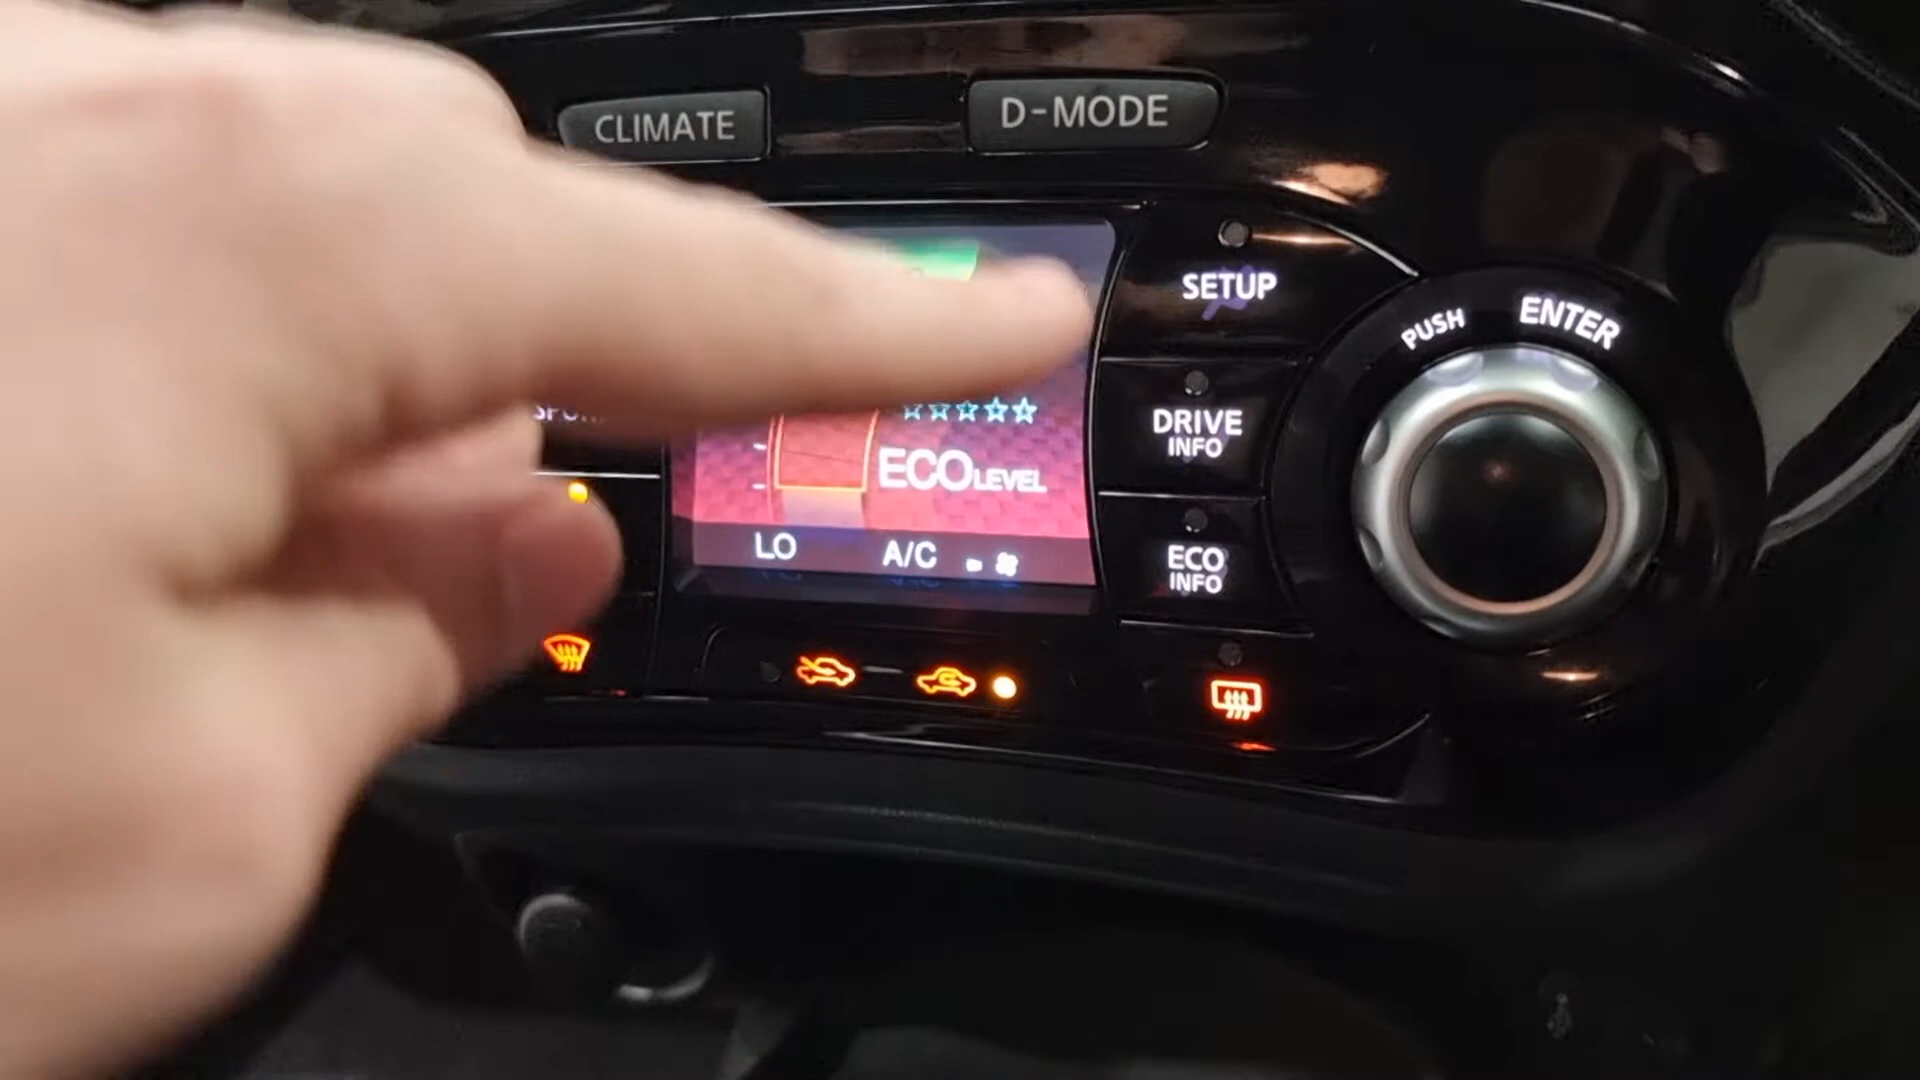 CLIMATE
D-MODE
SETUP
PUSH ENTER
DRIVE
INFO
ECO LEVEL
LO
A/C
ECO
INFO